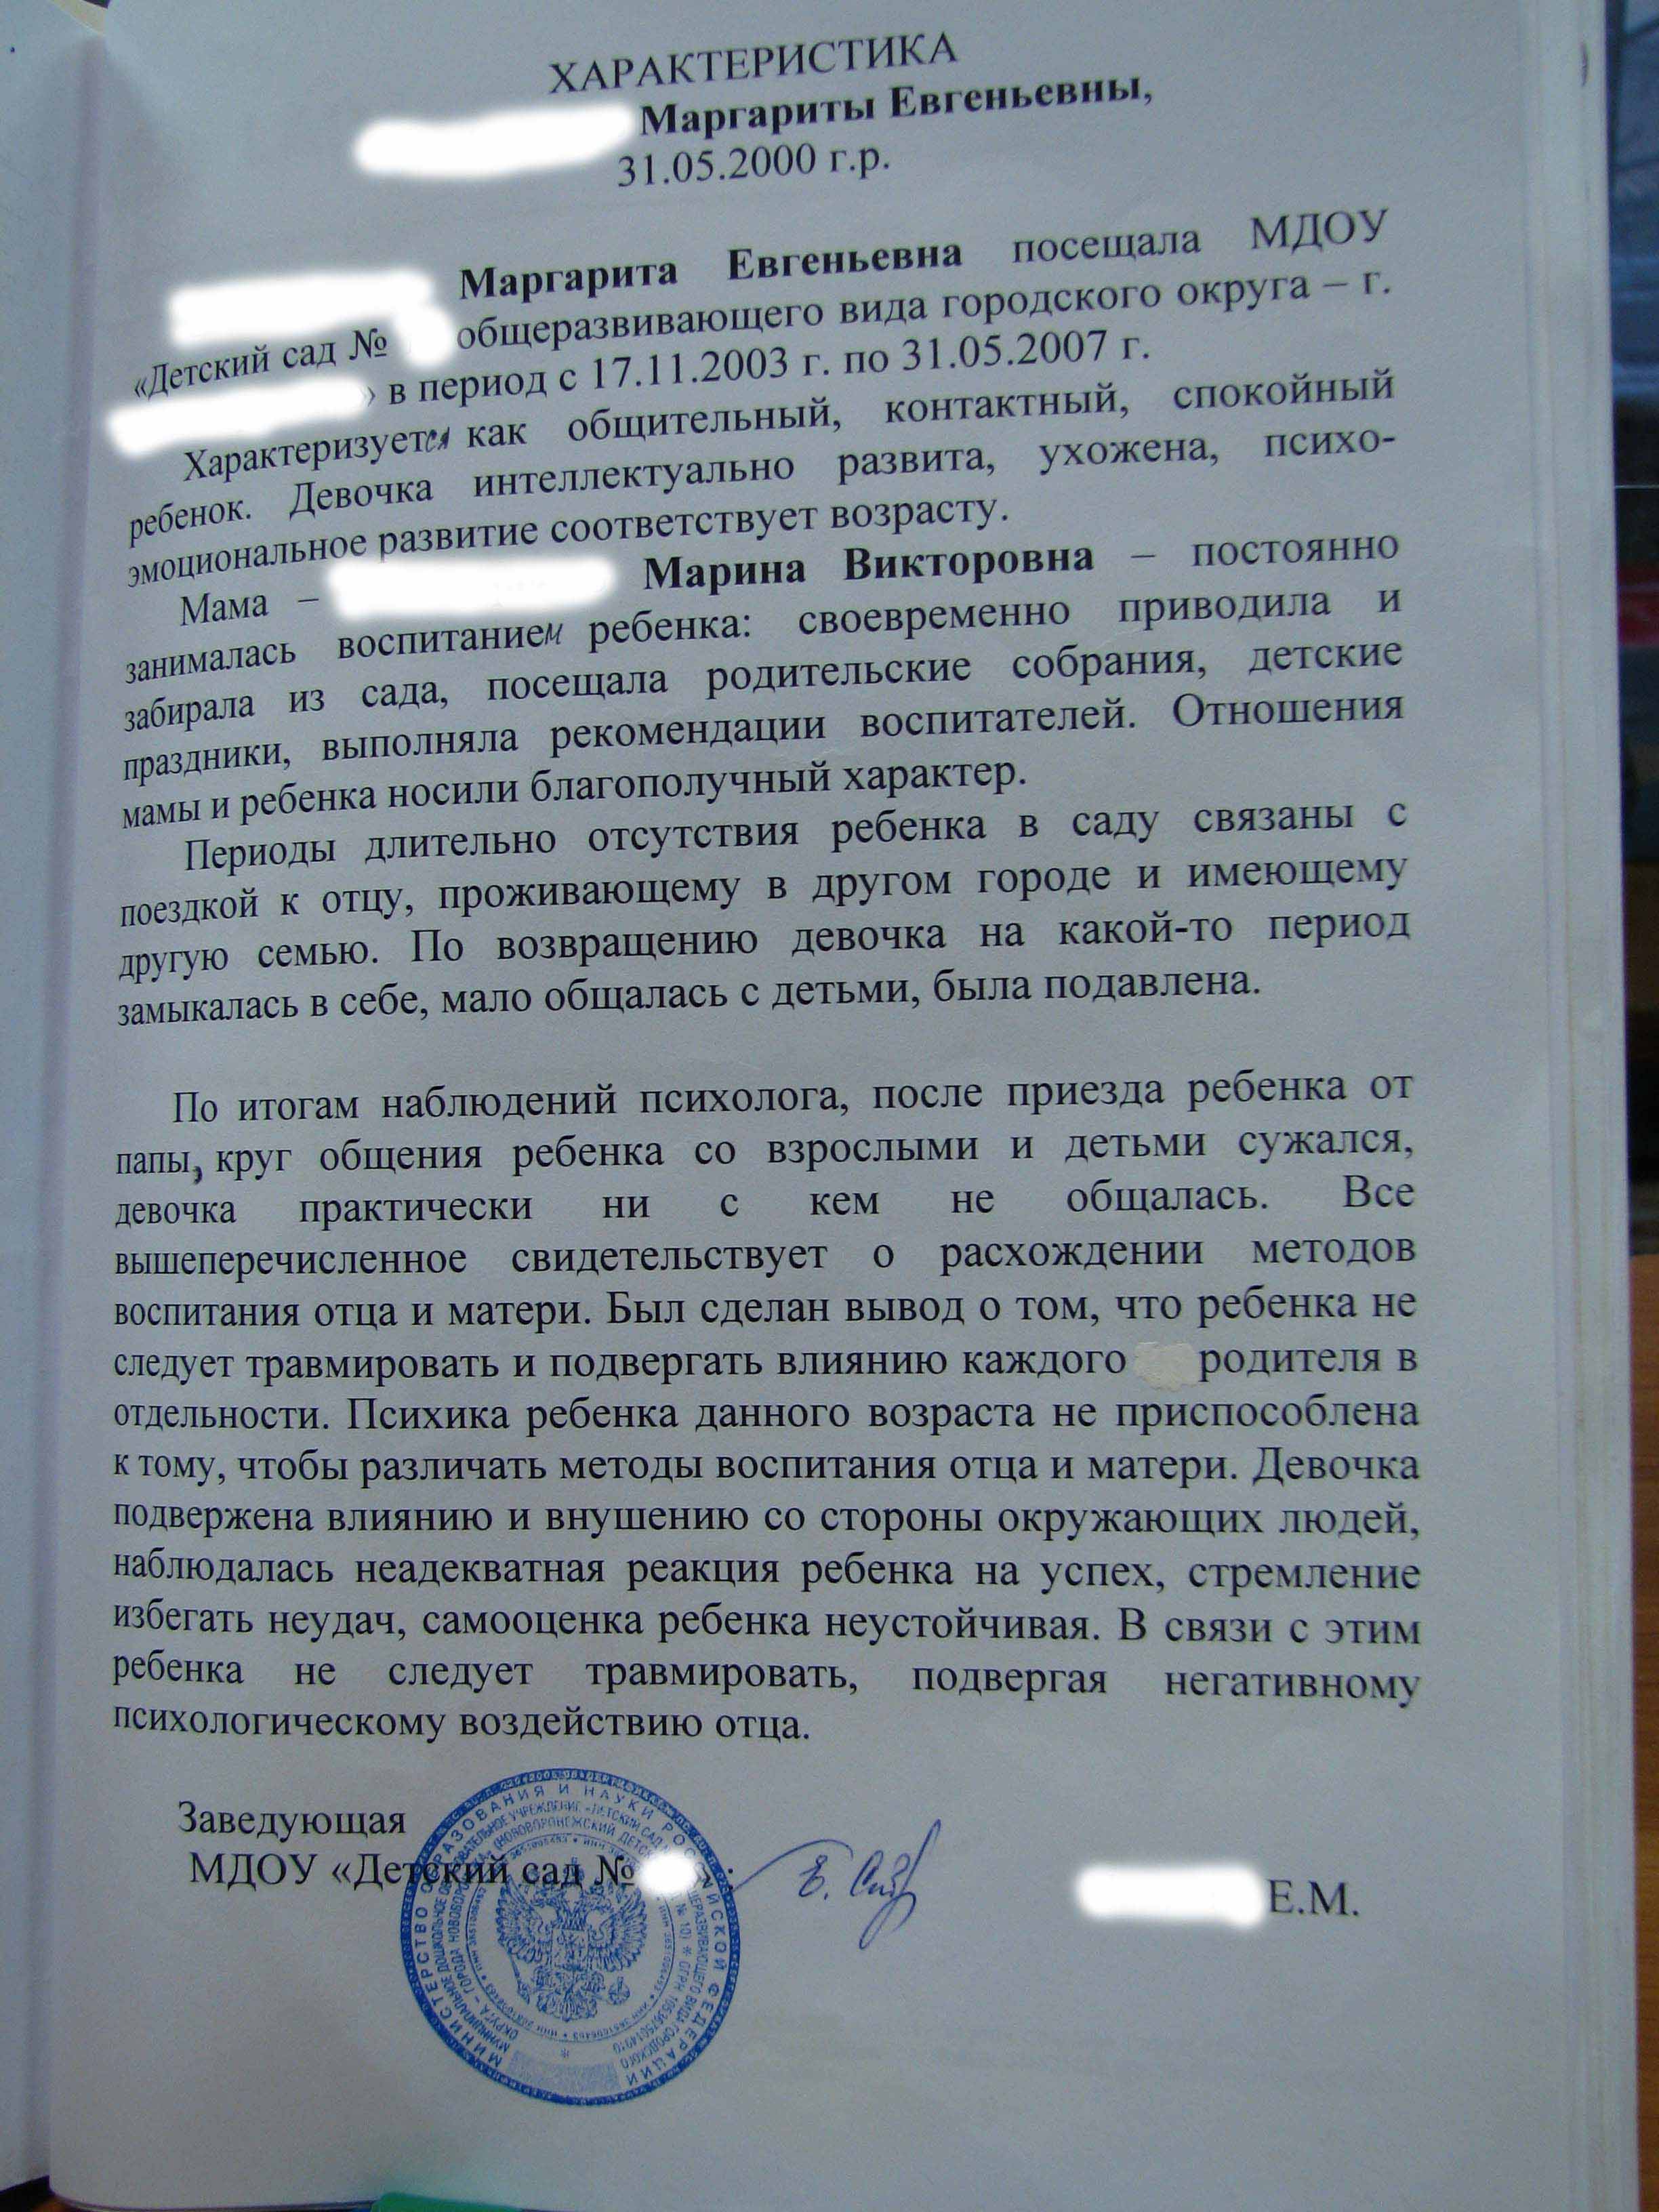 ХАРАКТЕРИСТИКА
Маргариты Евгеньевны,
31.05.2000 г.р.
Маргарита Евгеньевна посещала МДОУ
«Детский сад № общеразвивающего вида городского округа – г.
» в период с 17.11.2003 г. по 31.05.2007 г.
Характеризуется как общительный, контактный, спокойный
ребенок. Девочка интеллектуально развита, ухожена, психо-
эмоциональное развитие соответствует возрасту.
Мама – Марина Викторовна – постоянно
занималась воспитанием ребенка: своевременно приводила и
забирала из сада, посещала родительские собрания, детские
праздники, выполняла рекомендации воспитателей. Отношения
мамы и ребенка носили благополучный характер.
Периоды длительно отсутствия ребенка в саду связаны с
поездкой к отцу, проживающему в другом городе и имеющему
другую семью. По возвращению девочка на какой-то период
замыкалась в себе, мало общалась с детьми, была подавлена.
По итогам наблюдений психолога, после приезда ребенка от
папы, круг общения ребенка со взрослыми и детьми сужался,
девочка практически ни с кем не общалась. Все
вышеперечисленное свидетельствует о расхождении методов
воспитания отца и матери. Был сделан вывод о том, что ребенка не
следует травмировать и подвергать влиянию каждого родителя в
отдельности. Психика ребенка данного возраста не приспособлена
к тому, чтобы различать методы воспитания отца и матери. Девочка
подвержена влиянию и внушению со стороны окружающих людей,
наблюдалась неадекватная реакция ребенка на успех, стремление
избегать неудач, самооценка ребенка неустойчивая. В связи с этим
ребенка не следует травмировать, подвергая негативному
психологическому воздействию отца.
Заведующая
МДОУ «Детский сад №
Е.М.
МИНИСТЕРСТВО ОБРАЗОВАНИЯ И НАУКИ РОССИЙСКОЙ ФЕДЕРАЦИИ